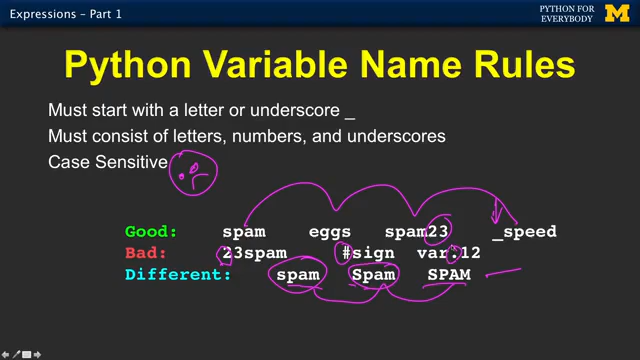 Expressions - Part 1
PYTHON FOR
EVERYBODY
M
Python Variable Name Rules
Must start with a letter or underscore _
Must consist of letters, numbers, and underscores
Case Sensitive
Good: spam eggs spam23 _speed
Bad: 23spam #sign var.12
Different: spam Spam SPAM